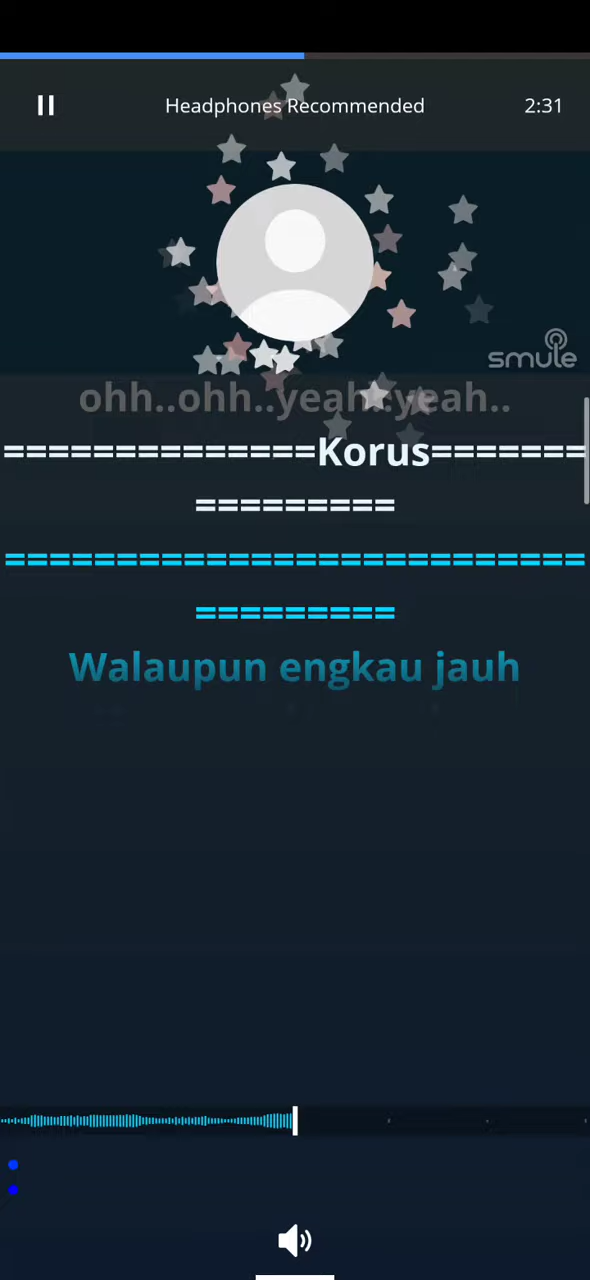 Headphones Recommended
2:31
smule
ohh..ohh..yeah..yeah..
==============Korus=======
=========
==========================
=========
Walaupun engkau jauh